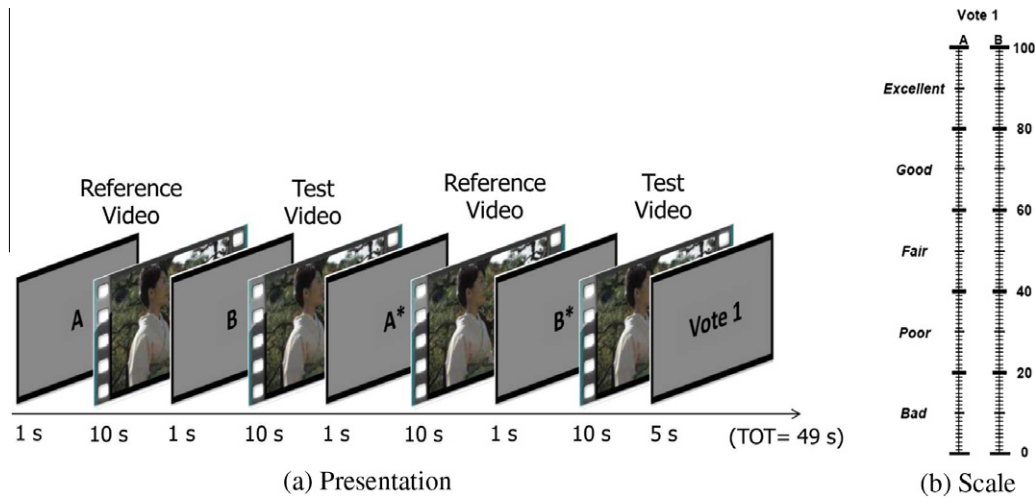 Reference
Video
Test
Video
Reference
Video
Test
Video
A
B
A*
B*
Vote 1
1 s 10 s 1 s 10 s 1 s 10 s 1 s 10 s 5 s (TOT= 49 s)
(a) Presentation
Vote 1
A B
100
Excellent
80
Good
60
Fair
40
Poor
20
Bad
0
(b) Scale